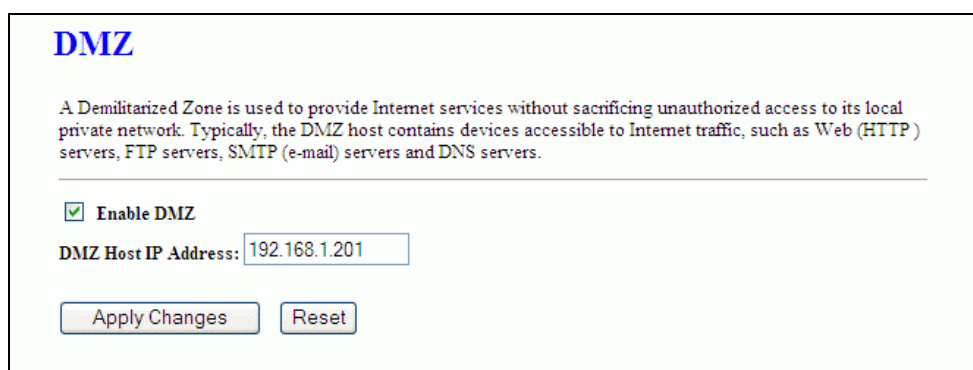 DMZ
A Demilitarized Zone is used to provide Internet services without sacrificing unauthorized access to its local
private network. Typically, the DMZ host contains devices accessible to Internet traffic, such as Web (HTTP )
servers, FTP servers, SMTP (e-mail) servers and DNS servers.
Enable DMZ
DMZ Host IP Address: 192.168.1.201
Apply Changes Reset